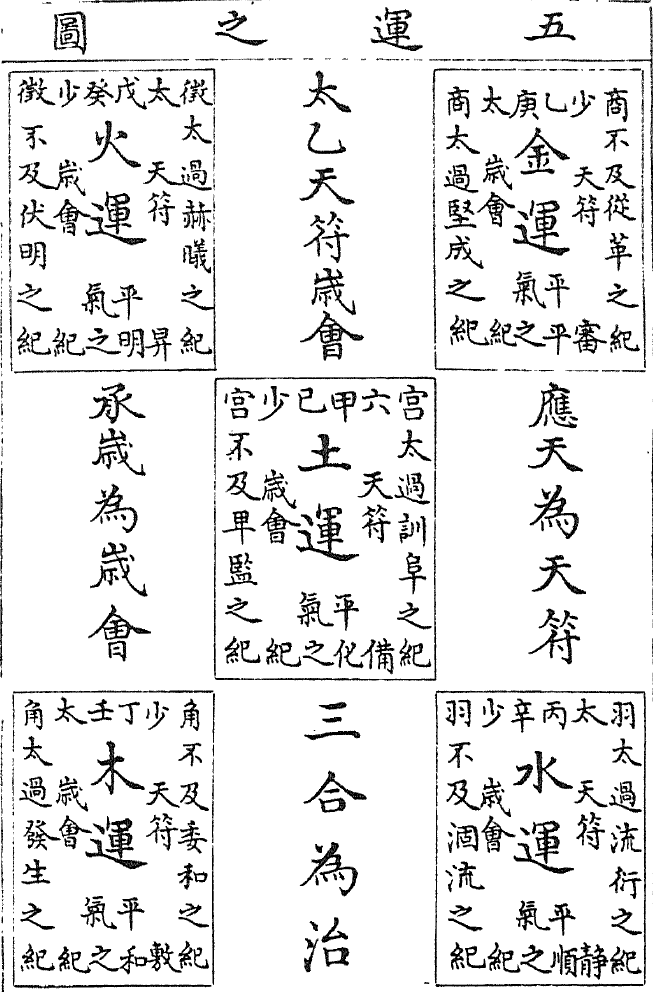 五運之圖
商不及從革之紀
少天符審
乙庚
金運
平氣
平之
太歲會紀
商太過堅成之紀
太乙天符歲會
徵太過赫曦之紀
太天符昇
戊癸
火運
平氣
明之
少歲會紀
徵不及伏明之紀
應天為天符
宮太過訓阜之紀
六天符備
甲已
土運
平氣
化之
少歲會紀
宮不及卑監之紀
承歲為歲會
羽太過流衍之紀
太天符静
丙辛
水運
平氣
順之
少歲會紀
羽不及涸流之紀
三合為治
角不及委和之紀
少天符敷
丁壬
木運
平氣
和之
太歲會紀
角太過發生之紀